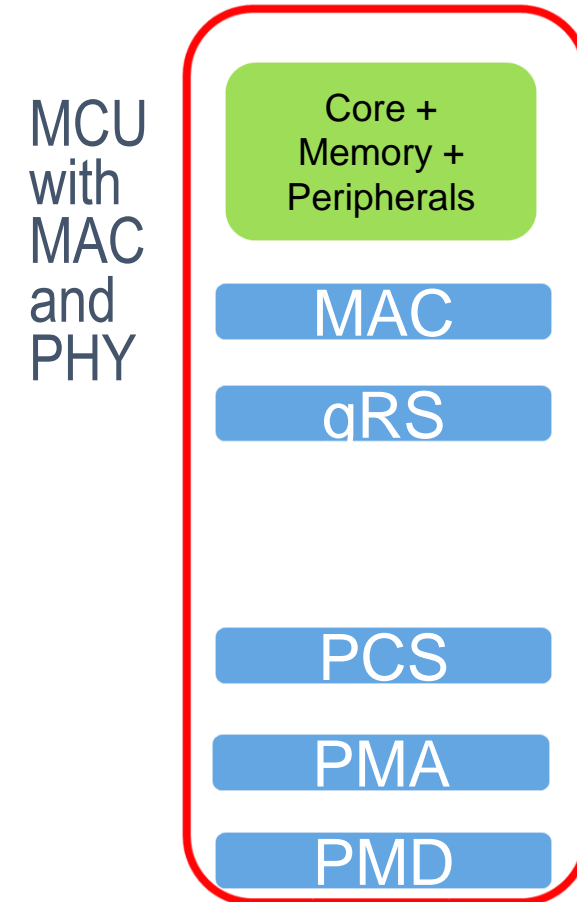 MCU
with
MAC
and
PHY
Core +
Memory +
Peripherals
MAC
gRS
PCS
PMA
PMD